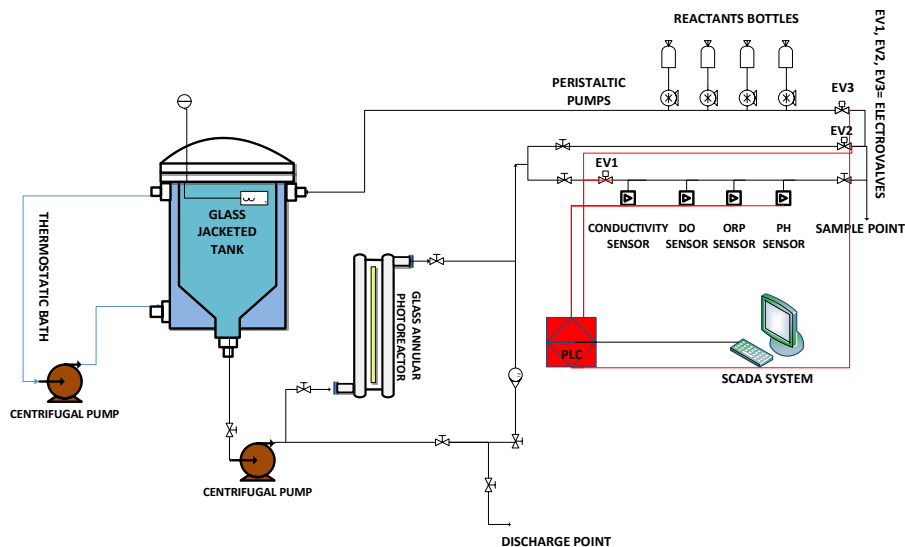 REACTANTS BOTTLES
EV1, EV2, EV3= ELECTROVALVES
PERISTALTIC
PUMPS
EV3
EV2
EV1
GLASS
JACKETED
TANK
THERMOSTATIC BATH
GLASS ANNULAR
PHOTOREACTOR
CONDUCTIVITY
SENSOR
DO
SENSOR
ORP
SENSOR
PH
SENSOR
SAMPLE POINT
PLC
SCADA SYSTEM
CENTRIFUGAL PUMP
CENTRIFUGAL PUMP
DISCHARGE POINT